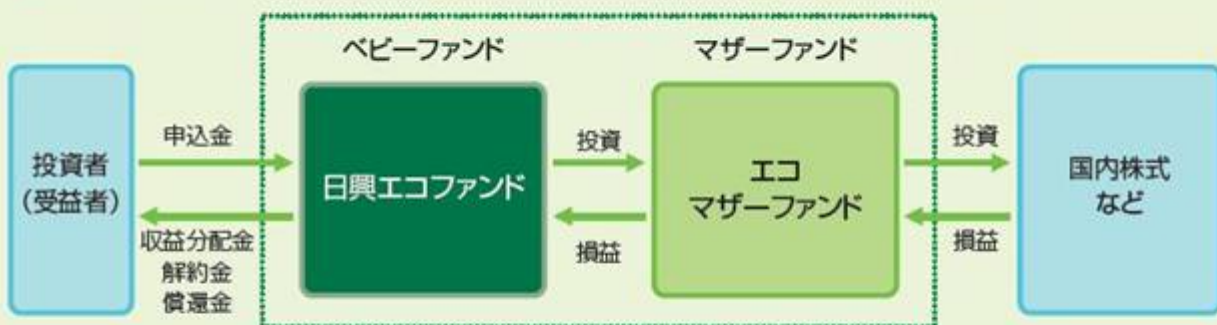 ベビーファンド
マザーファンド
投資者
(受益者)
申込金
収益分配金
解約金
償還金
日興エコファンド
投資
損益
エコ
マザーファンド
投資
損益
国内株式
など